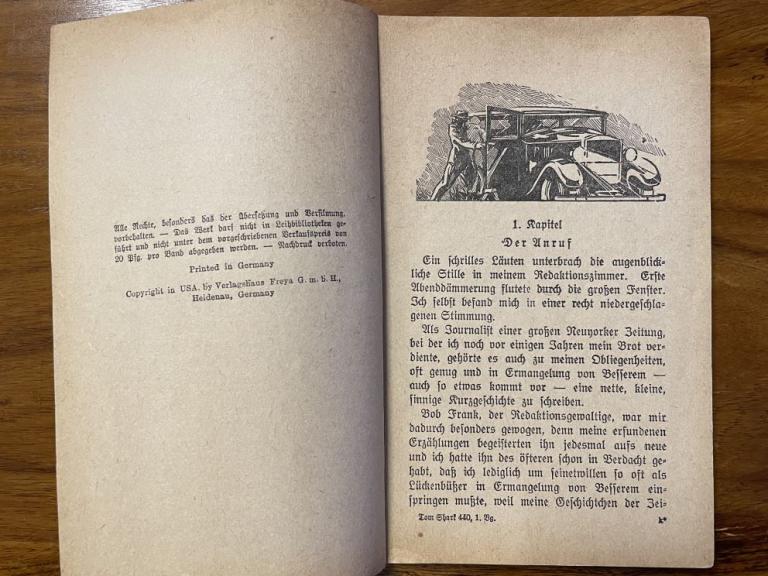 Alle Rechte, besonders das der Übersetzung und Verfilmung,
vorbehalten. — Das Werk darf nicht in Leihbibliotheken ge-
führt und nicht unter dem vorgeschriebenen Verkaufspreis von
20 Pfg. pro Band abgegeben werden. — Nachdruck verboten.
Printed in Germany
Copyright in USA. by Verlagshaus Freya G. m. b. H.,
Heidenau, Germany
1. Kapitel
Der Anruf
Ein schrilles Läuten unterbrach die augenblick-
liche Stille in meinem Redaktionszimmer. Erste
Abenddämmerung flutete durch die großen Fenster.
Ich selbst befand mich in einer recht niedergeschla-
genen Stimmung.
Als Journalist einer großen Neuyorker Zeitung,
bei der ich noch vor einigen Jahren mein Brot ver-
diente, gehörte es auch zu meinen Obliegenheiten,
oft genug und in Ermangelung von Besserem —
auch so etwas kommt vor — eine nette, kleine,
sinnige Kurzgeschichte zu schreiben.
Bob Frank, der Redaktionsgewaltige, war mir
dadurch besonders gewogen, denn meine erfundenen
Erzählungen begeisterten ihn jedesmal aufs neue
und ich hatte ihn des öfteren schon in Verdacht ge-
habt, daß ich lediglich um seinetwillen so oft als
Lückenbüßer in Ermangelung von Besserem ein-
springen mußte, weil meine Geschichtchen der Zei-
Tom Shark 440, 1. Bg.